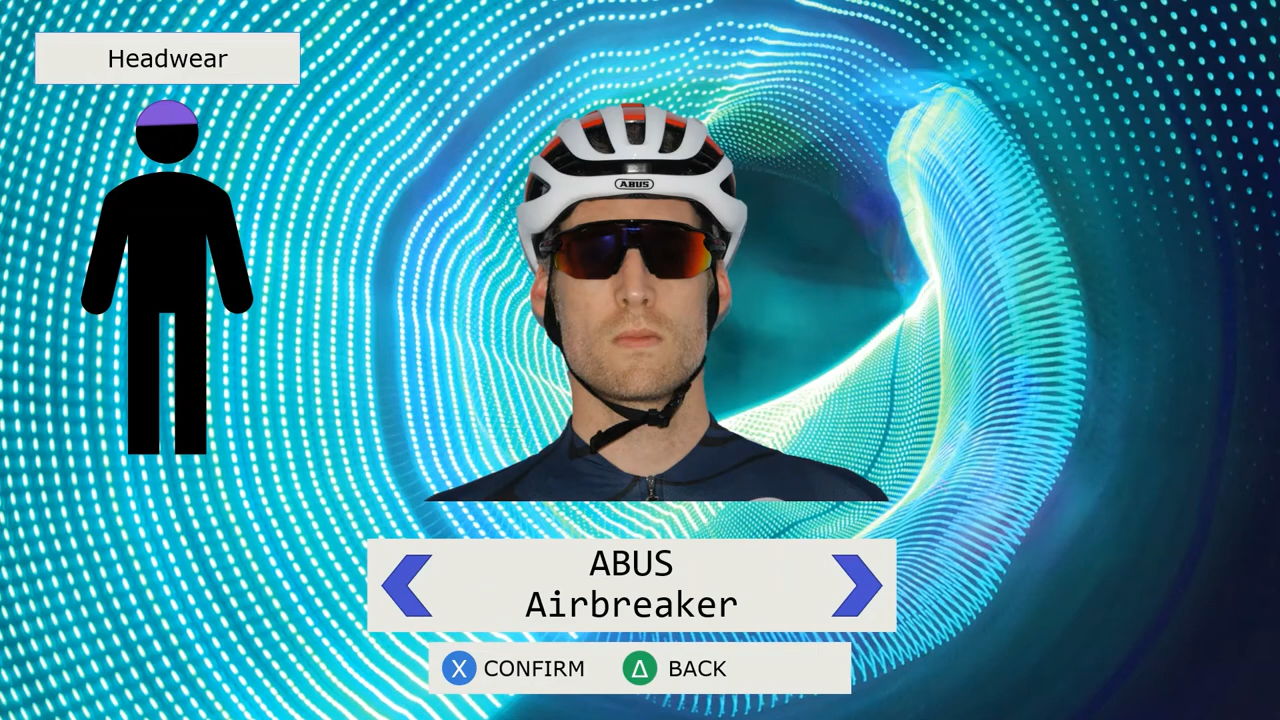 Headwear
ABUS
ABUS
Airbreaker
X CONFIRM Δ BACK